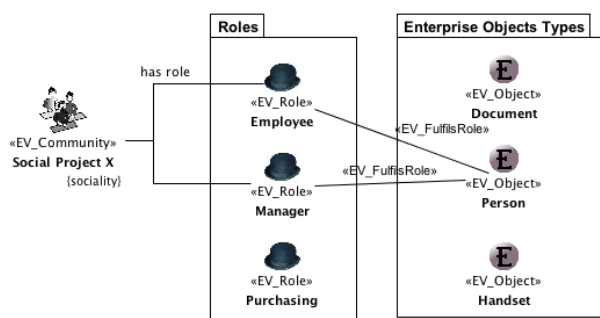 Roles
Enterprise Objects Types
has role
«EV_Role»
Employee
«EV_Object»
Document
«EV_FulfilsRole»
«EV_Community»
Social Project X
{sociality}
«EV_FulfilsRole»
«EV_Role»
Manager
«EV_Object»
Person
«EV_Role»
Purchasing
«EV_Object»
Handset